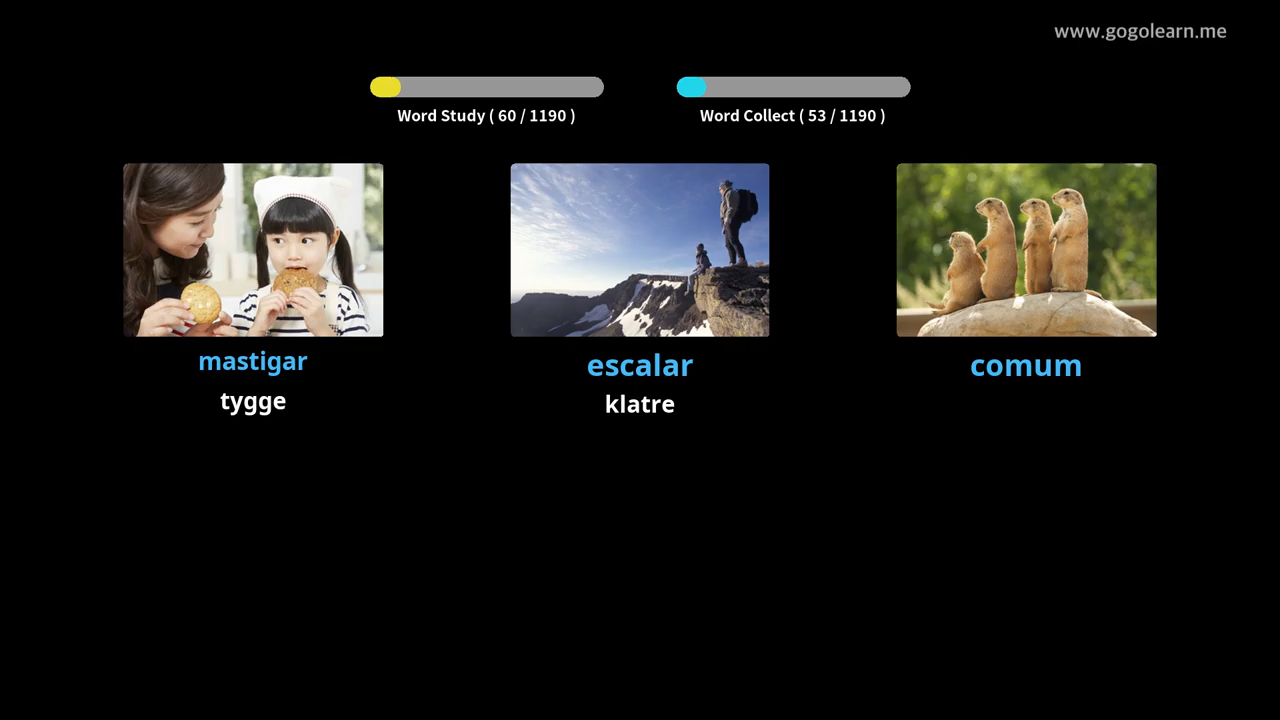 www.gogolearn.me
Word Study ( 60 / 1190 )
Word Collect ( 53 / 1190 )
mastigar
tygge
escalar
klatre
comum